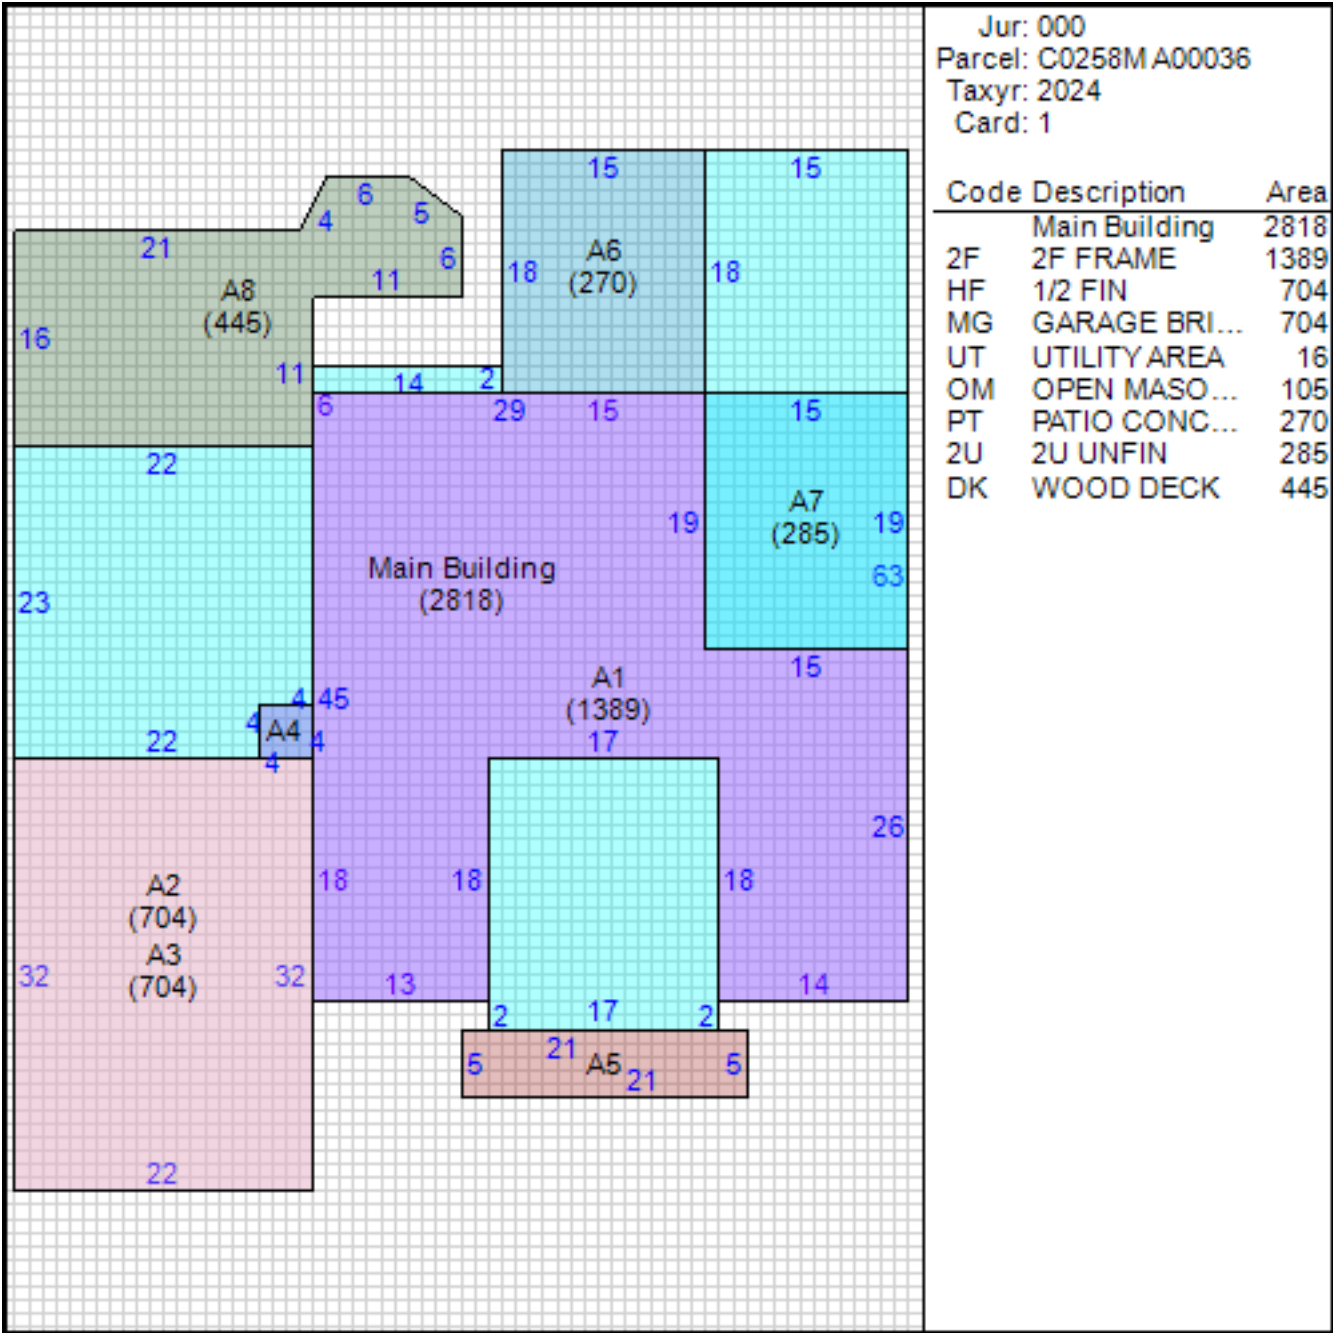 Jur: 000
Parcel: C0258M A00036
Taxyr: 2024
Card: 1
Code Description Area
Main Building 2818
2F 2F FRAME 1389
HF 1/2 FIN 704
MG GARAGE BRI... 704
UT UTILITY AREA 16
OM OPEN MASO... 105
PT PATIO CONC... 270
2U 2U UNFIN 285
DK WOOD DECK 445
15 15
6
4 5
21 6
A8
(445)
11
16
11
A6
(270)
18 18
14 2
6 29 15 15
22
19
A7
(285)
19
63
Main Building
(2818)
23
A1
(1389)
15
4 45
4 A4 4
22 4
17
26
18 18 18
A2
(704)
A3
(704)
32 32
13 14
2 17 2
21
5 A5 5
21
22